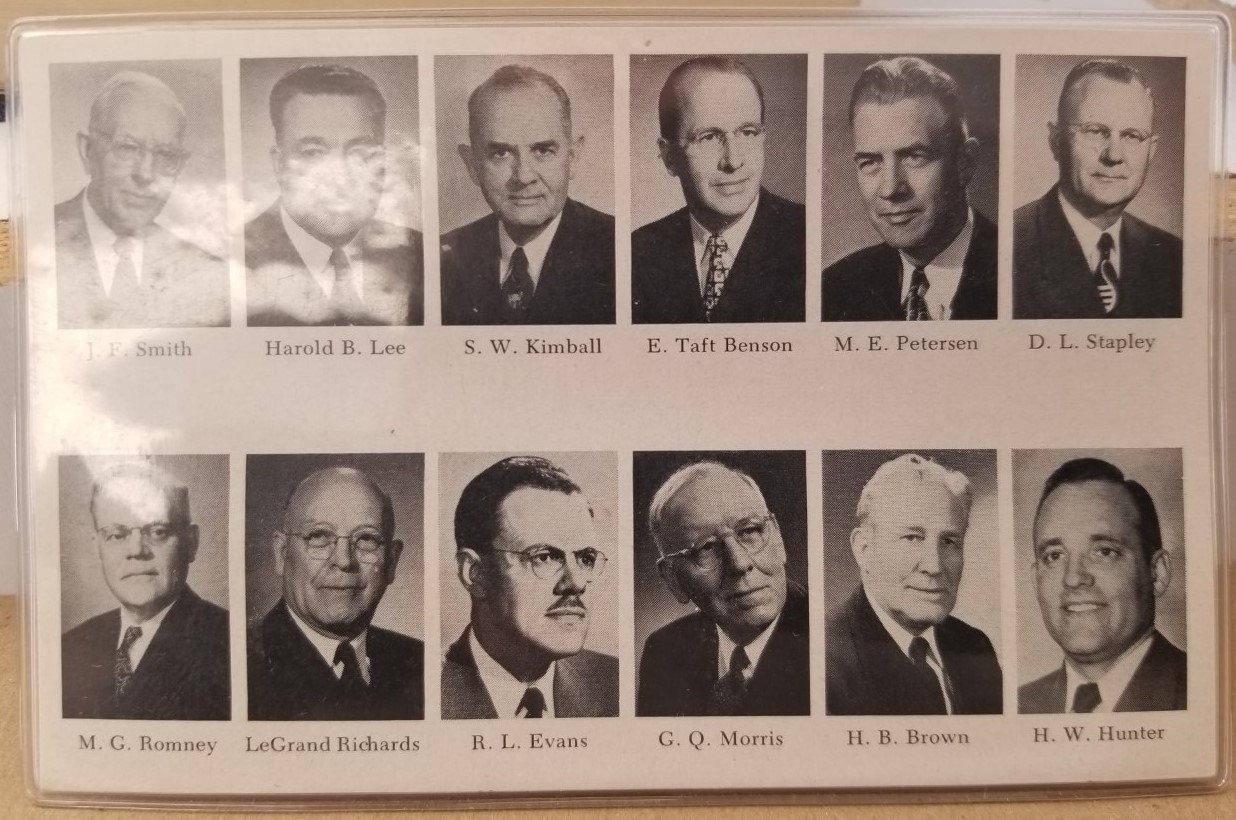 J. F. Smith
Harold B. Lee
S. W. Kimball
E. Taft Benson
M. E. Petersen
D. L. Stapley
M. G. Romney
LeGrand Richards
R. L. Evans
G. Q. Morris
H. B. Brown
H. W. Hunter